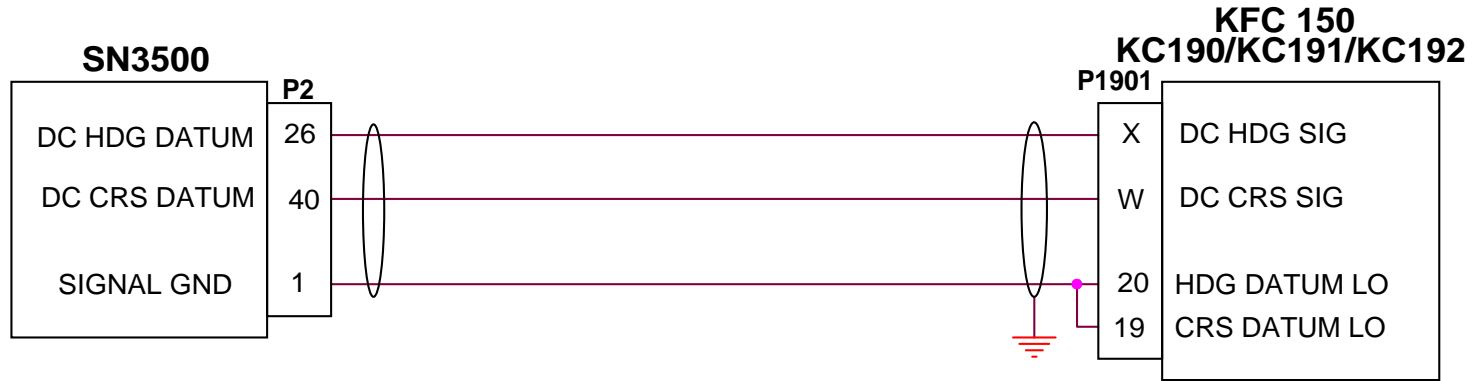 KFC 150
SN3500
KC190/KC191/KC192
P2
P1901
DC HDG DATUM 26 X DC HDG SIG
DC CRS DATUM 40 W DC CRS SIG
SIGNAL GND 1 20 HDG DATUM LO
19 CRS DATUM LO